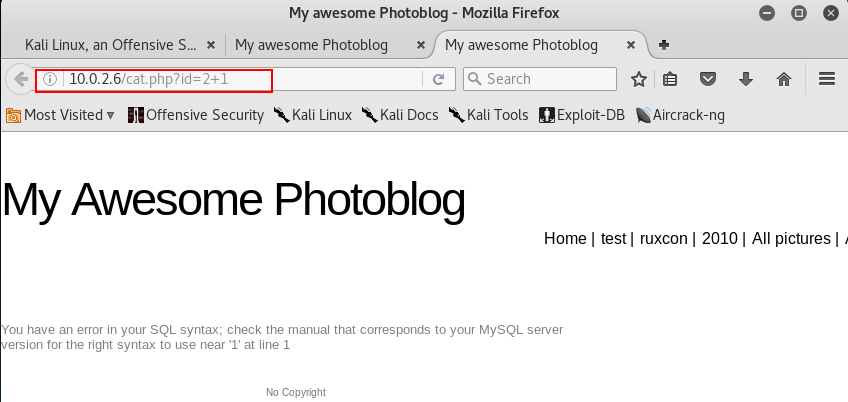 My awesome Photoblog - Mozilla Firefox
Kali Linux, an Offensive S... × My awesome Photoblog × My awesome Photoblog ×
10.0.2.6/cat.php?id=2+1 Search
Most Visited Offensive Security Kali Linux Kali Docs Kali Tools Exploit-DB Aircrack-ng
My Awesome Photoblog
Home | test | ruxcon | 2010 | All pictures |
You have an error in your SQL syntax; check the manual that corresponds to your MySQL server
version for the right syntax to use near '1' at line 1
No Copyright